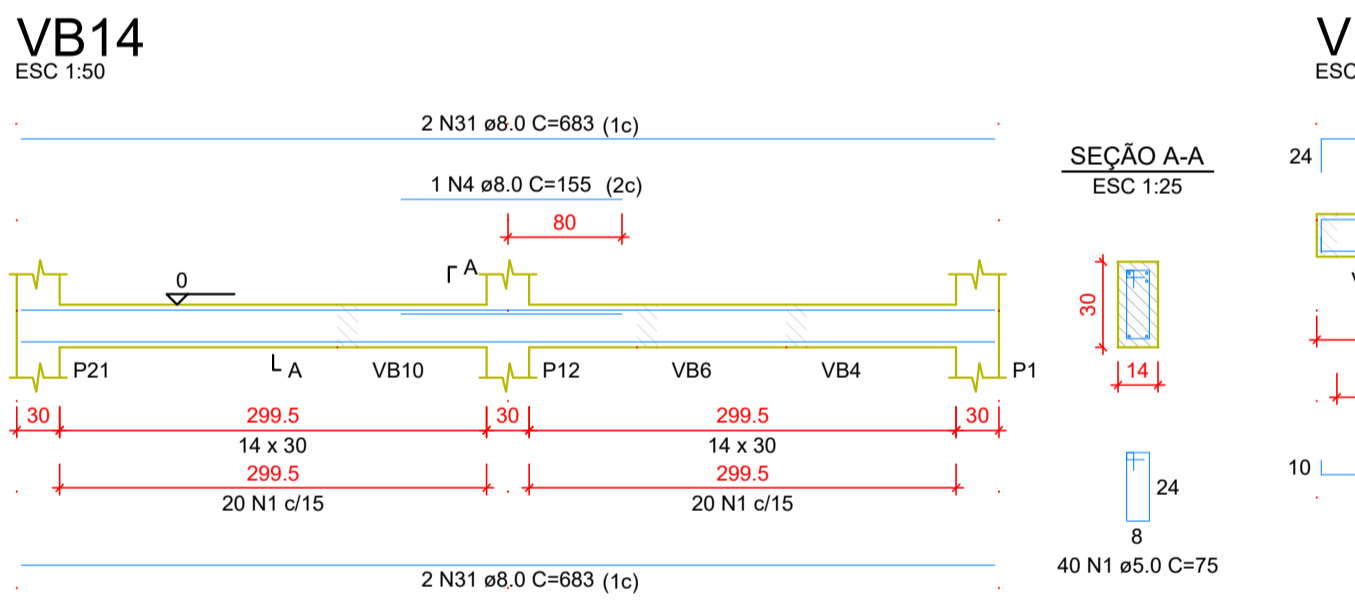 VB14
ESC 1:50
2 N31 ø8.0 C=683 (1c)
1 N4 ø8.0 C=155 (2c)
80
0
A
P21
A
VB10
P12
VB6
VB4
P1
30 299.5 30 299.5 30
14 x 30 14 x 30
299.5 299.5
20 N1 c/15 20 N1 c/15
2 N31 ø8.0 C=683 (1c)
SEÇÃO A-A
ESC 1:25
30
14
24
8
40 N1 ø5.0 C=75
V
ESC
24
10